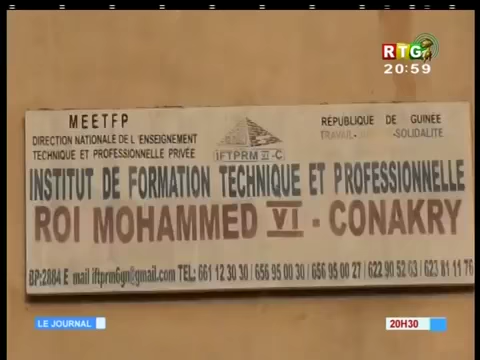 RTG
20:59
MEETFP
DIRECTION NATIONALE DE L'ENSEIGNEMENT
TECHNIQUE ET PROFESSIONNELLE PRIVÉE
IFTPRM VI-C
RÉPUBLIQUE DE GUINEE
TRAVAIL-JUSTICE-SOLIDALITE
INSTITUT DE FORMATION TECHNIQUE ET PROFESSIONNELLE
ROI MOHAMMED VI - CONAKRY
BP:2884 E mail iftprm6gn@gmail.com TEL: 661 12 30 30 / 656 95 00 30 / 656 95 00 27 / 622 90 52 63 / 623 81 11 76
LE JOURNAL
20H30